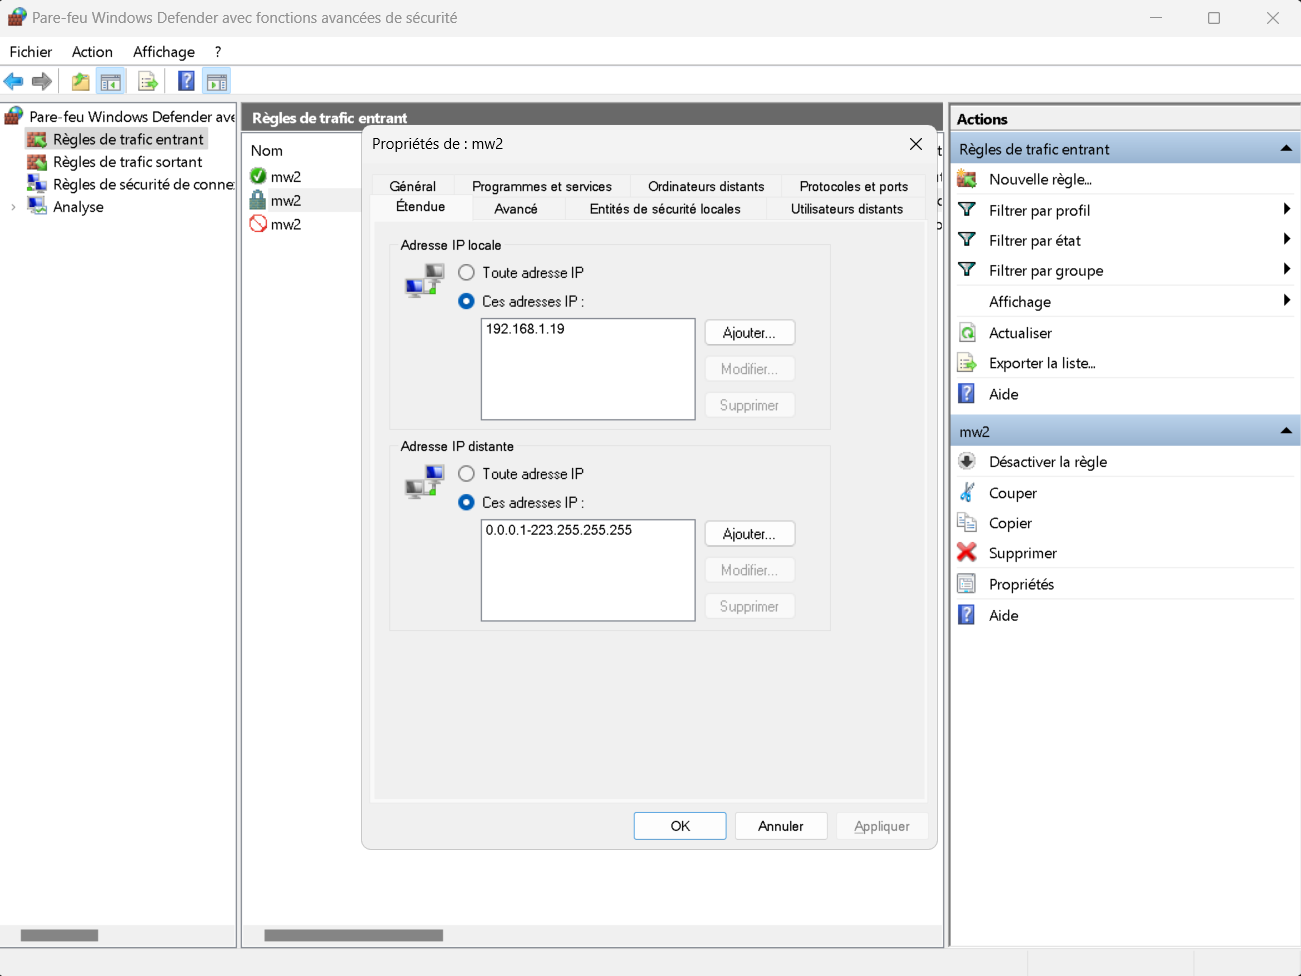 Pare-feu Windows Defender avec fonctions avancées de sécurité
Fichier Action Affichage ?
Pare-feu Windows Defender ave
Règles de trafic entrant
Règles de trafic sortant
Règles de sécurité de conne
Analyse
Règles de trafic entrant
Nom
mw2
mw2
mw2
Propriétés de : mw2
Général Programmes et services Ordinateurs distants Protocoles et ports
Étendue Avancé Entités de sécurité locales Utilisateurs distants
Adresse IP locale
Toute adresse IP
Ces adresses IP :
192.168.1.19
Ajouter...
Modifier...
Supprimer
Adresse IP distante
Toute adresse IP
Ces adresses IP :
0.0.0.1-223.255.255.255
Ajouter...
Modifier...
Supprimer
OK Annuler Appliquer
Actions
Règles de trafic entrant
Nouvelle règle...
Filtrer par profil
Filtrer par état
Filtrer par groupe
Affichage
Actualiser
Exporter la liste...
Aide
mw2
Désactiver la règle
Couper
Copier
Supprimer
Propriétés
Aide